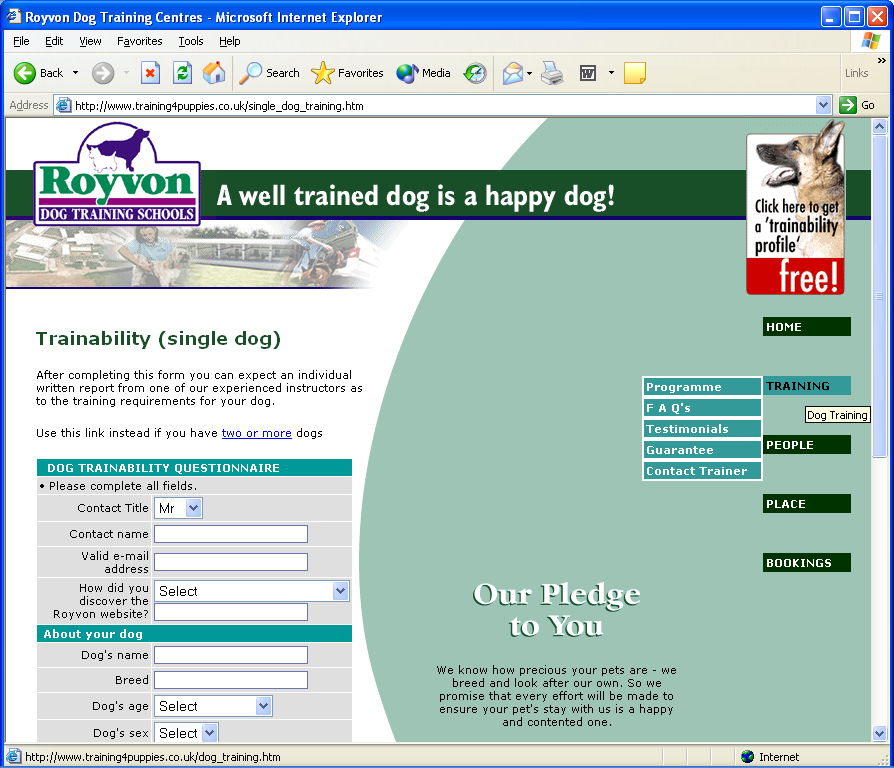 Royvon Dog Training Centres - Microsoft Internet Explorer
File Edit View Favorites Tools Help
Back Search Favorites Media W Links
Address http://www.training4puppies.co.uk/single_dog_training.htm Go
Royvon
DOG TRAINING SCHOOLS
A well trained dog is a happy dog!
Click here to get
a 'trainability
profile'
free!
HOME
TRAINING
Dog Training
PEOPLE
PLACE
BOOKINGS
Programme
F A Q's
Testimonials
Guarantee
Contact Trainer
Trainability (single dog)
After completing this form you can expect an individual
written report from one of our experienced instructors as
to the training requirements for your dog.
Use this link instead if you have two or more dogs
DOG TRAINABILITY QUESTIONNAIRE
• Please complete all fields.
Contact Title Mr
Contact name
Valid e-mail
address
How did you
discover the
Royvon website?
Select
About your dog
Dog's name
Breed
Dog's age Select
Dog's sex Select
Our Pledge
to You
We know how precious your pets are - we
breed and look after our own. So we
promise that every effort will be made to
ensure your pet's stay with us is a happy
and contented one.
http://www.training4puppies.co.uk/dog_training.htm Internet